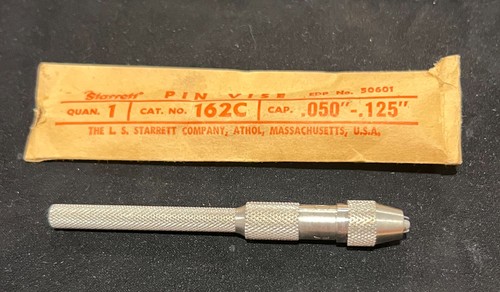 Starrett PIN VISE EDP No. 50601
QUAN. 1 CAT. NO. 162C CAP. .050"-.125"
THE L. S. STARRETT COMPANY, ATHOL, MASSACHUSETTS, U.S.A.